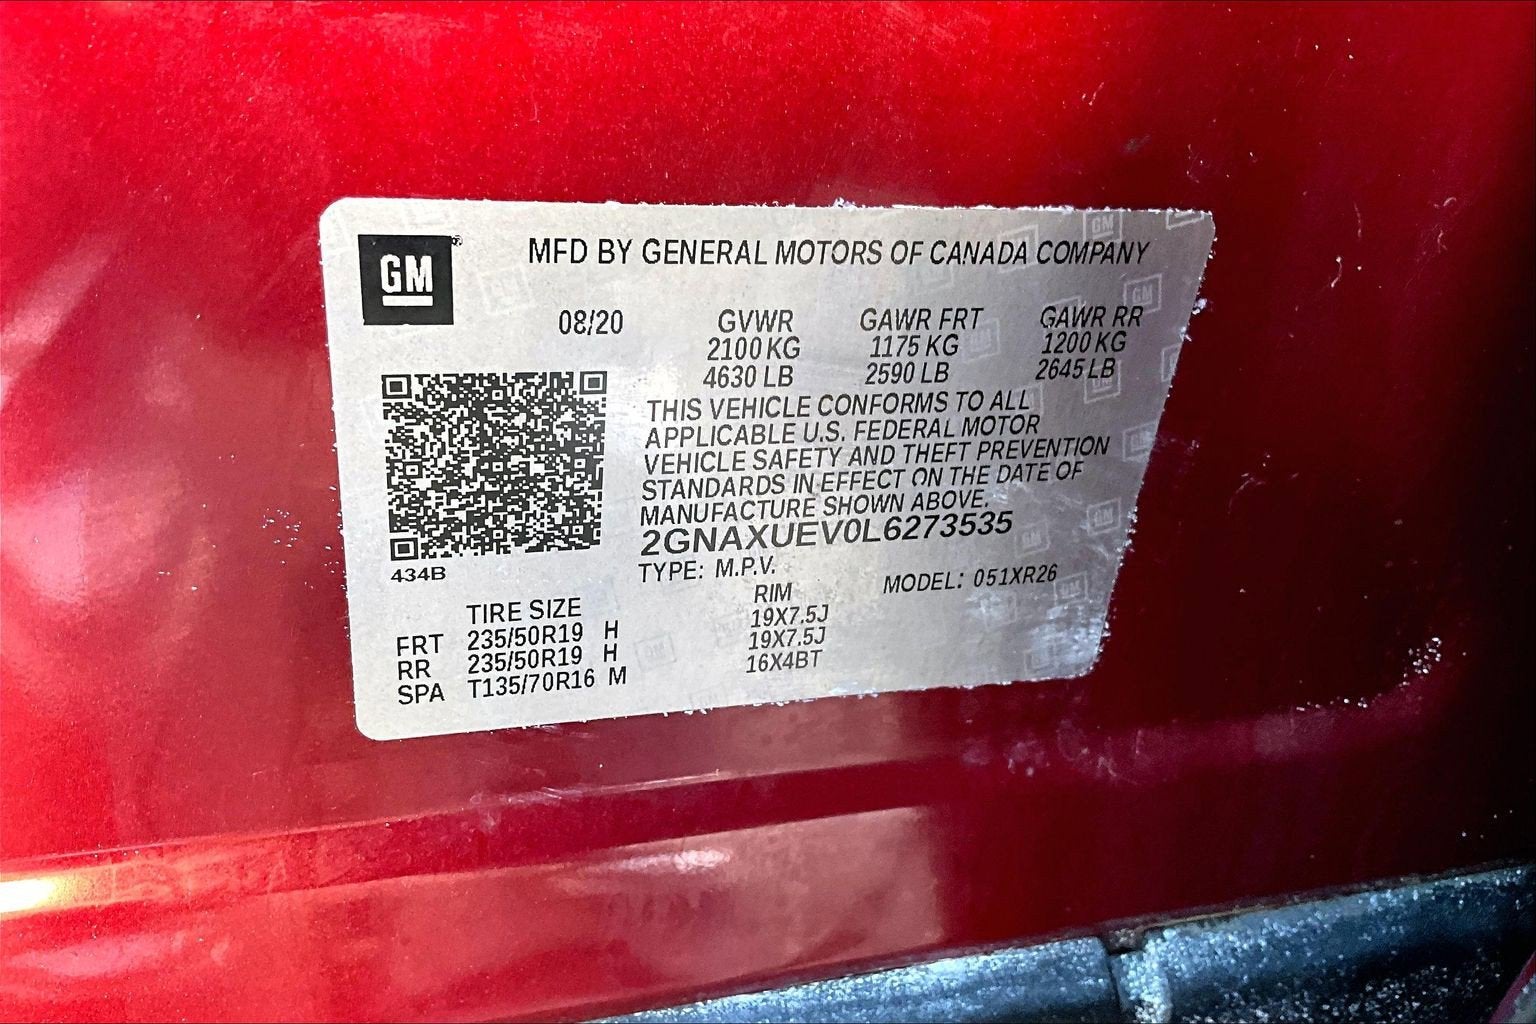 GM
MFD BY GENERAL MOTORS OF CANADA COMPANY
08/20 GVWR GAWR FRT GAWR RR
2100 KG 1175 KG 1200 KG
4630 LB 2590 LB 2645 LB
THIS VEHICLE CONFORMS TO ALL
APPLICABLE U.S. FEDERAL MOTOR
VEHICLE SAFETY AND THEFT PREVENTION
STANDARDS IN EFFECT ON THE DATE OF
MANUFACTURE SHOWN ABOVE.
2GNAXUEV0L6273535
434B
TYPE: M.P.V. MODEL: 051XR26
TIRE SIZE RIM
FRT 235/50R19 H 19X7.5J
RR 235/50R19 H 19X7.5J
SPA T135/70R16 M 16X4BT